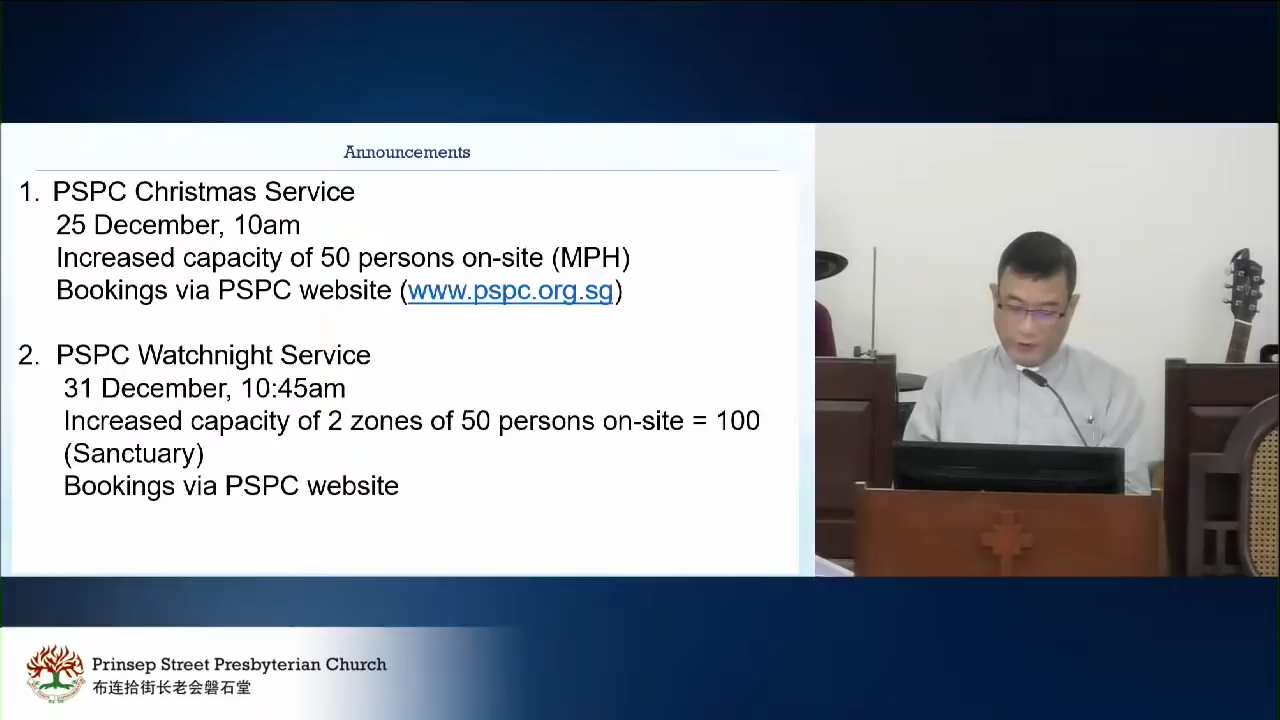 Announcements
1. PSPC Christmas Service
25 December, 10am
Increased capacity of 50 persons on-site (MPH)
Bookings via PSPC website (www.pspc.org.sg)
2. PSPC Watchnight Service
31 December, 10:45am
Increased capacity of 2 zones of 50 persons on-site = 100
(Sanctuary)
Bookings via PSPC website
Prinsep Street Presbyterian Church
布连拾街长老会磐石堂